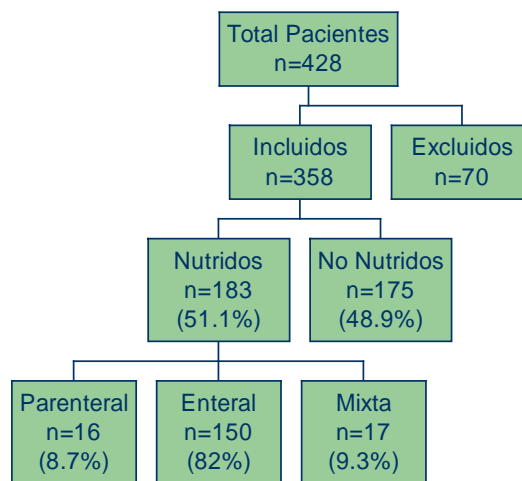 Total Pacientes
n=428
Incluidos
n=358
Excluidos
n=70
Nutridos
n=183
(51.1%)
No Nutridos
n=175
(48.9%)
Parenteral
n=16
(8.7%)
Enteral
n=150
(82%)
Mixta
n=17
(9.3%)